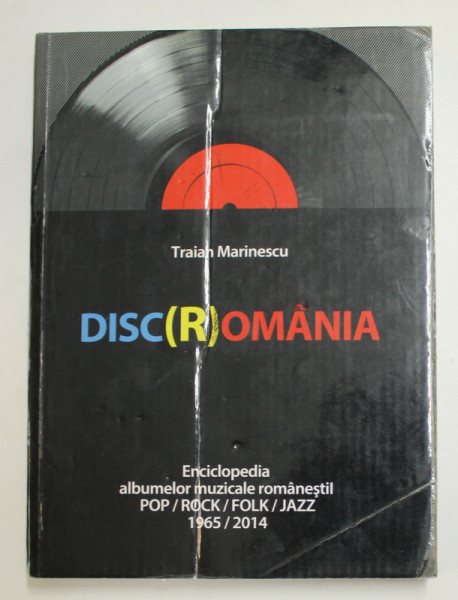 Traian Marinescu
DISC(R)OMÂNIA
Enciclopedia
albumelor muzicale româneştil
POP / ROCK / FOLK / JAZZ
1965 / 2014